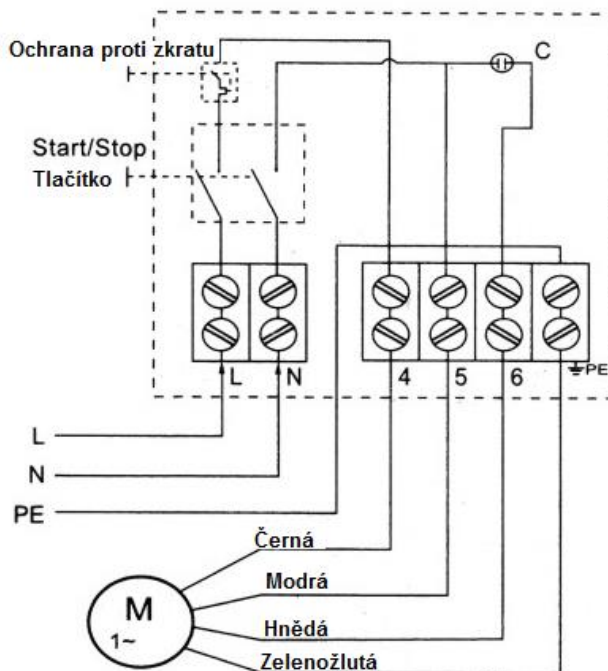 C
Ochrana proti zkratu
Start/Stop
Tlačítko
L N 4 5 6 PE
L
N
PE
Černá
Modrá
Hnědá
Zelenožlutá
M
1~